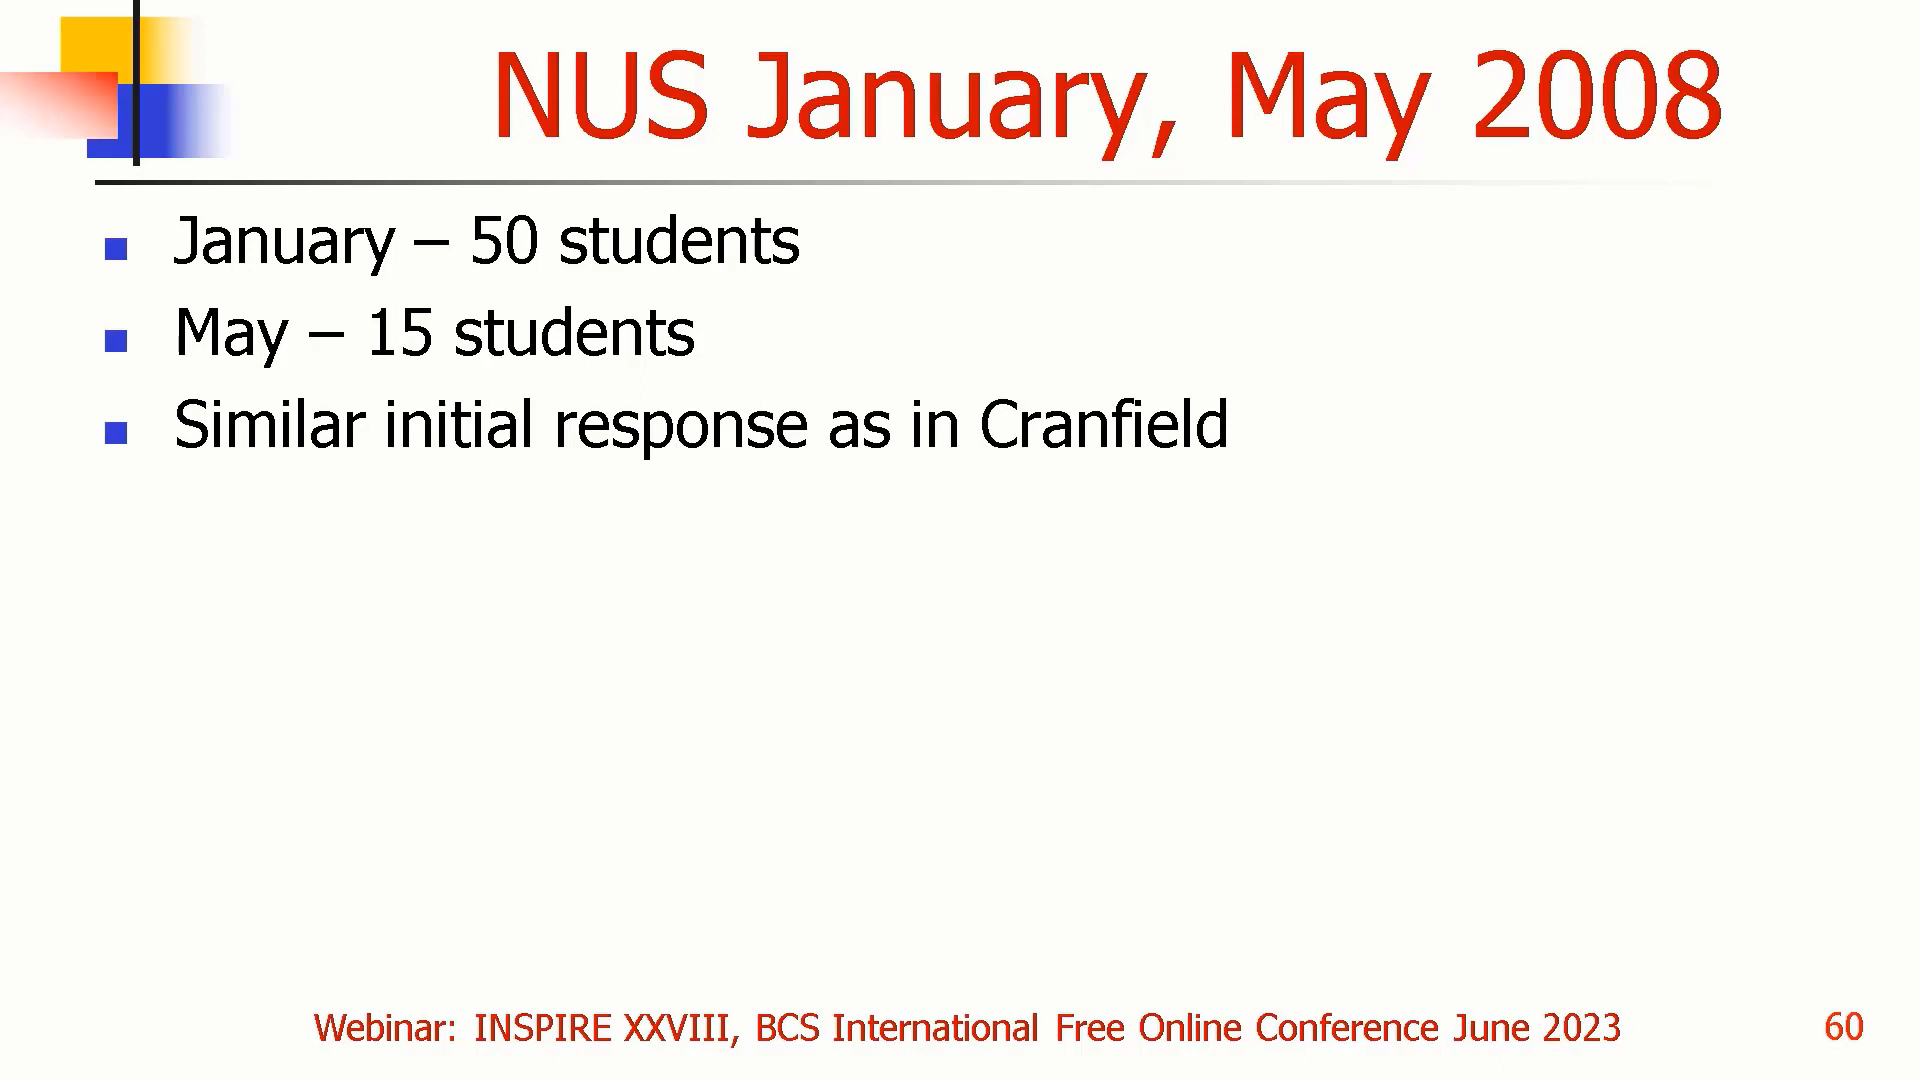 NUS January, May 2008
January – 50 students
May – 15 students
Similar initial response as in Cranfield
Webinar: INSPIRE XXVIII, BCS International Free Online Conference June 2023
60